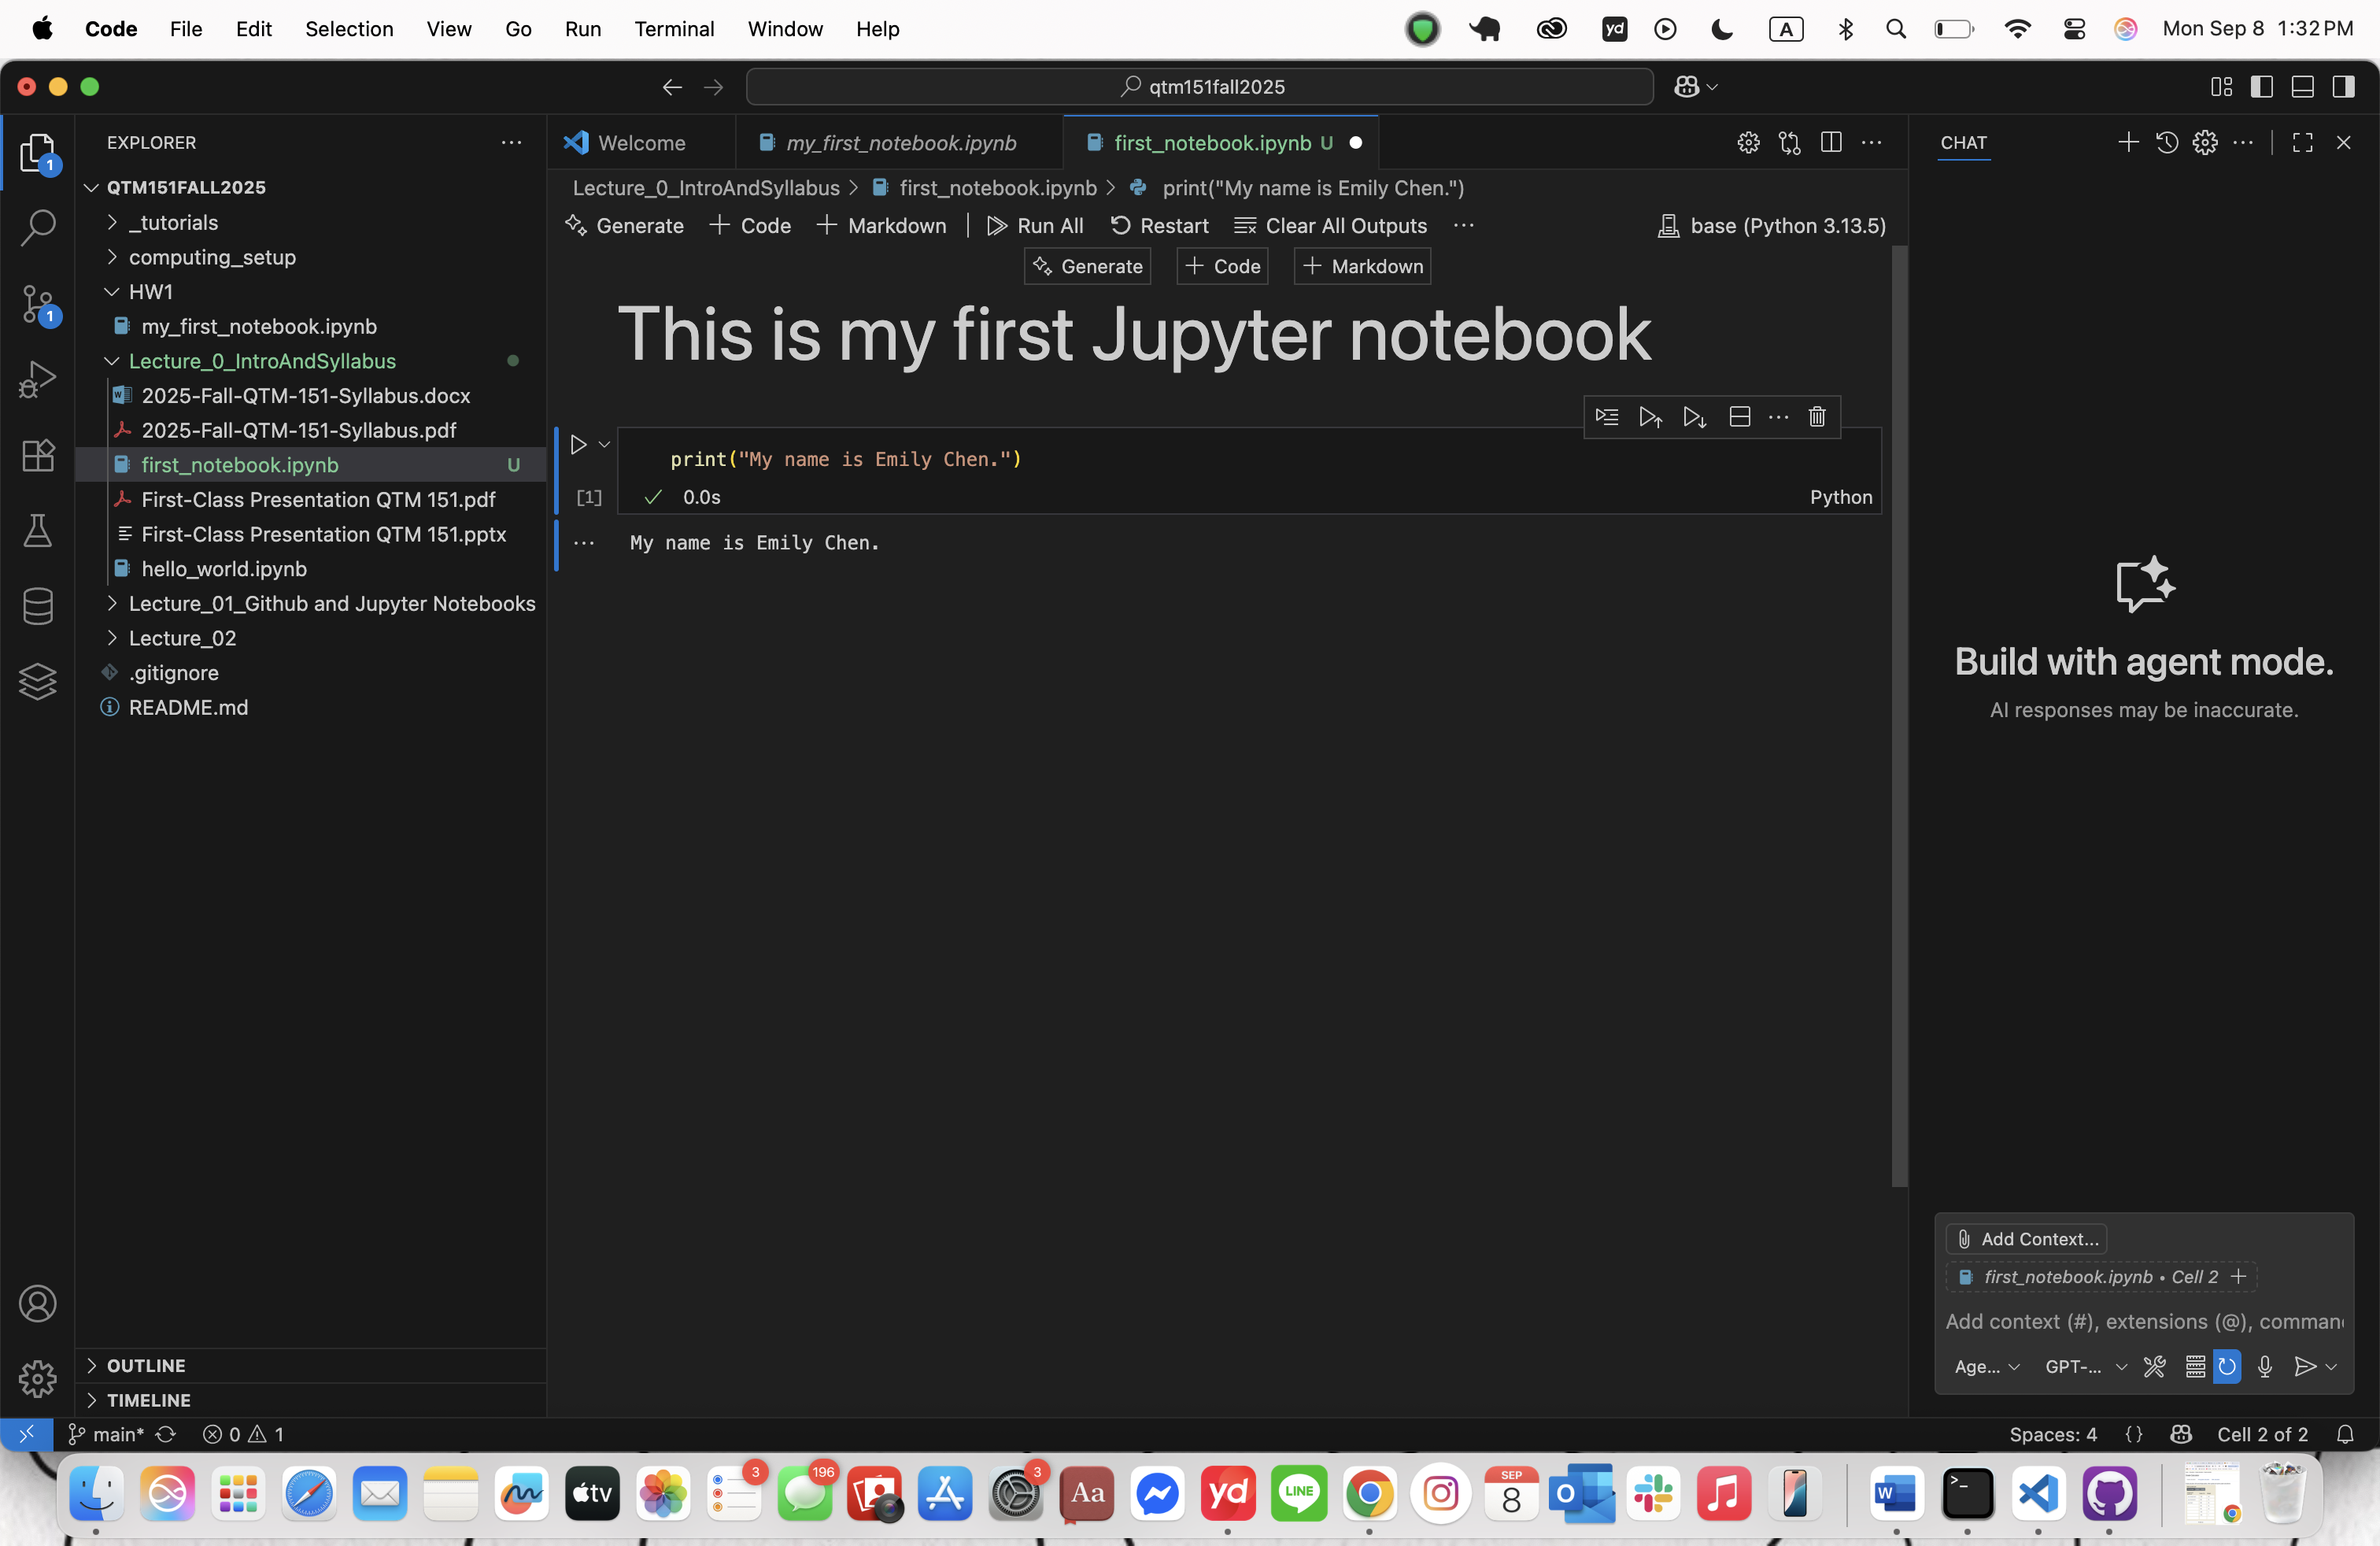 Code File Edit Selection View Go Run Terminal Window Help yd A Mon Sep 8 1:32 PM
qtm151fall2025
EXPLORER
Welcome my_first_notebook.ipynb first_notebook.ipynb U
CHAT
QTM151FALL2025
Lecture_0_IntroAndSyllabus > first_notebook.ipynb > print("My name is Emily Chen.")
_tutorials
Generate + Code + Markdown | Run All Restart Clear All Outputs ... base (Python 3.13.5)
computing_setup
Generate + Code + Markdown
HW1
my_first_notebook.ipynb
This is my first Jupyter notebook
Lecture_0_IntroAndSyllabus
2025-Fall-QTM-151-Syllabus.docx
2025-Fall-QTM-151-Syllabus.pdf
first_notebook.ipynb U
print("My name is Emily Chen.")
First-Class Presentation QTM 151.pdf
[1] 0.0s Python
First-Class Presentation QTM 151.pptx
My name is Emily Chen.
hello_world.ipynb
Lecture_01_Github and Jupyter Notebooks
Lecture_02
.gitignore
README.md
Build with agent mode.
AI responses may be inaccurate.
Add Context...
first_notebook.ipynb • Cell 2 +
Add context (#), extensions (@), comman
Age... GPT-...
OUTLINE
TIMELINE
main* 0 1 Spaces: 4 {} Cell 2 of 2
1
1
tv 3 196 3 Aa yd LINE SEP 8 O W >_